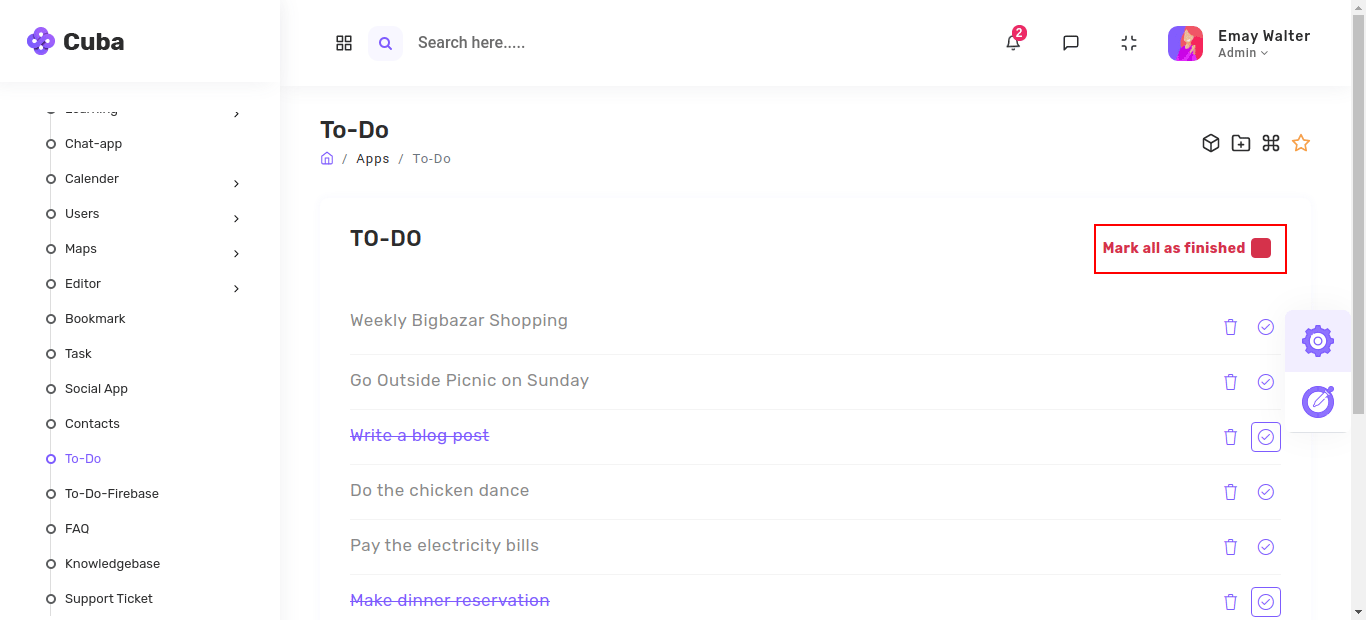 Cuba
Search here.....
2
Emay Walter
Admin
Learning
Chat-app
Calender
Users
Maps
Editor
Bookmark
Task
Social App
Contacts
To-Do
To-Do-Firebase
FAQ
Knowledgebase
Support Ticket
To-Do
/ Apps / To-Do
TO-DO
Mark all as finished
Weekly Bigbazar Shopping
Go Outside Picnic on Sunday
Write a blog post
Do the chicken dance
Pay the electricity bills
Make dinner reservation